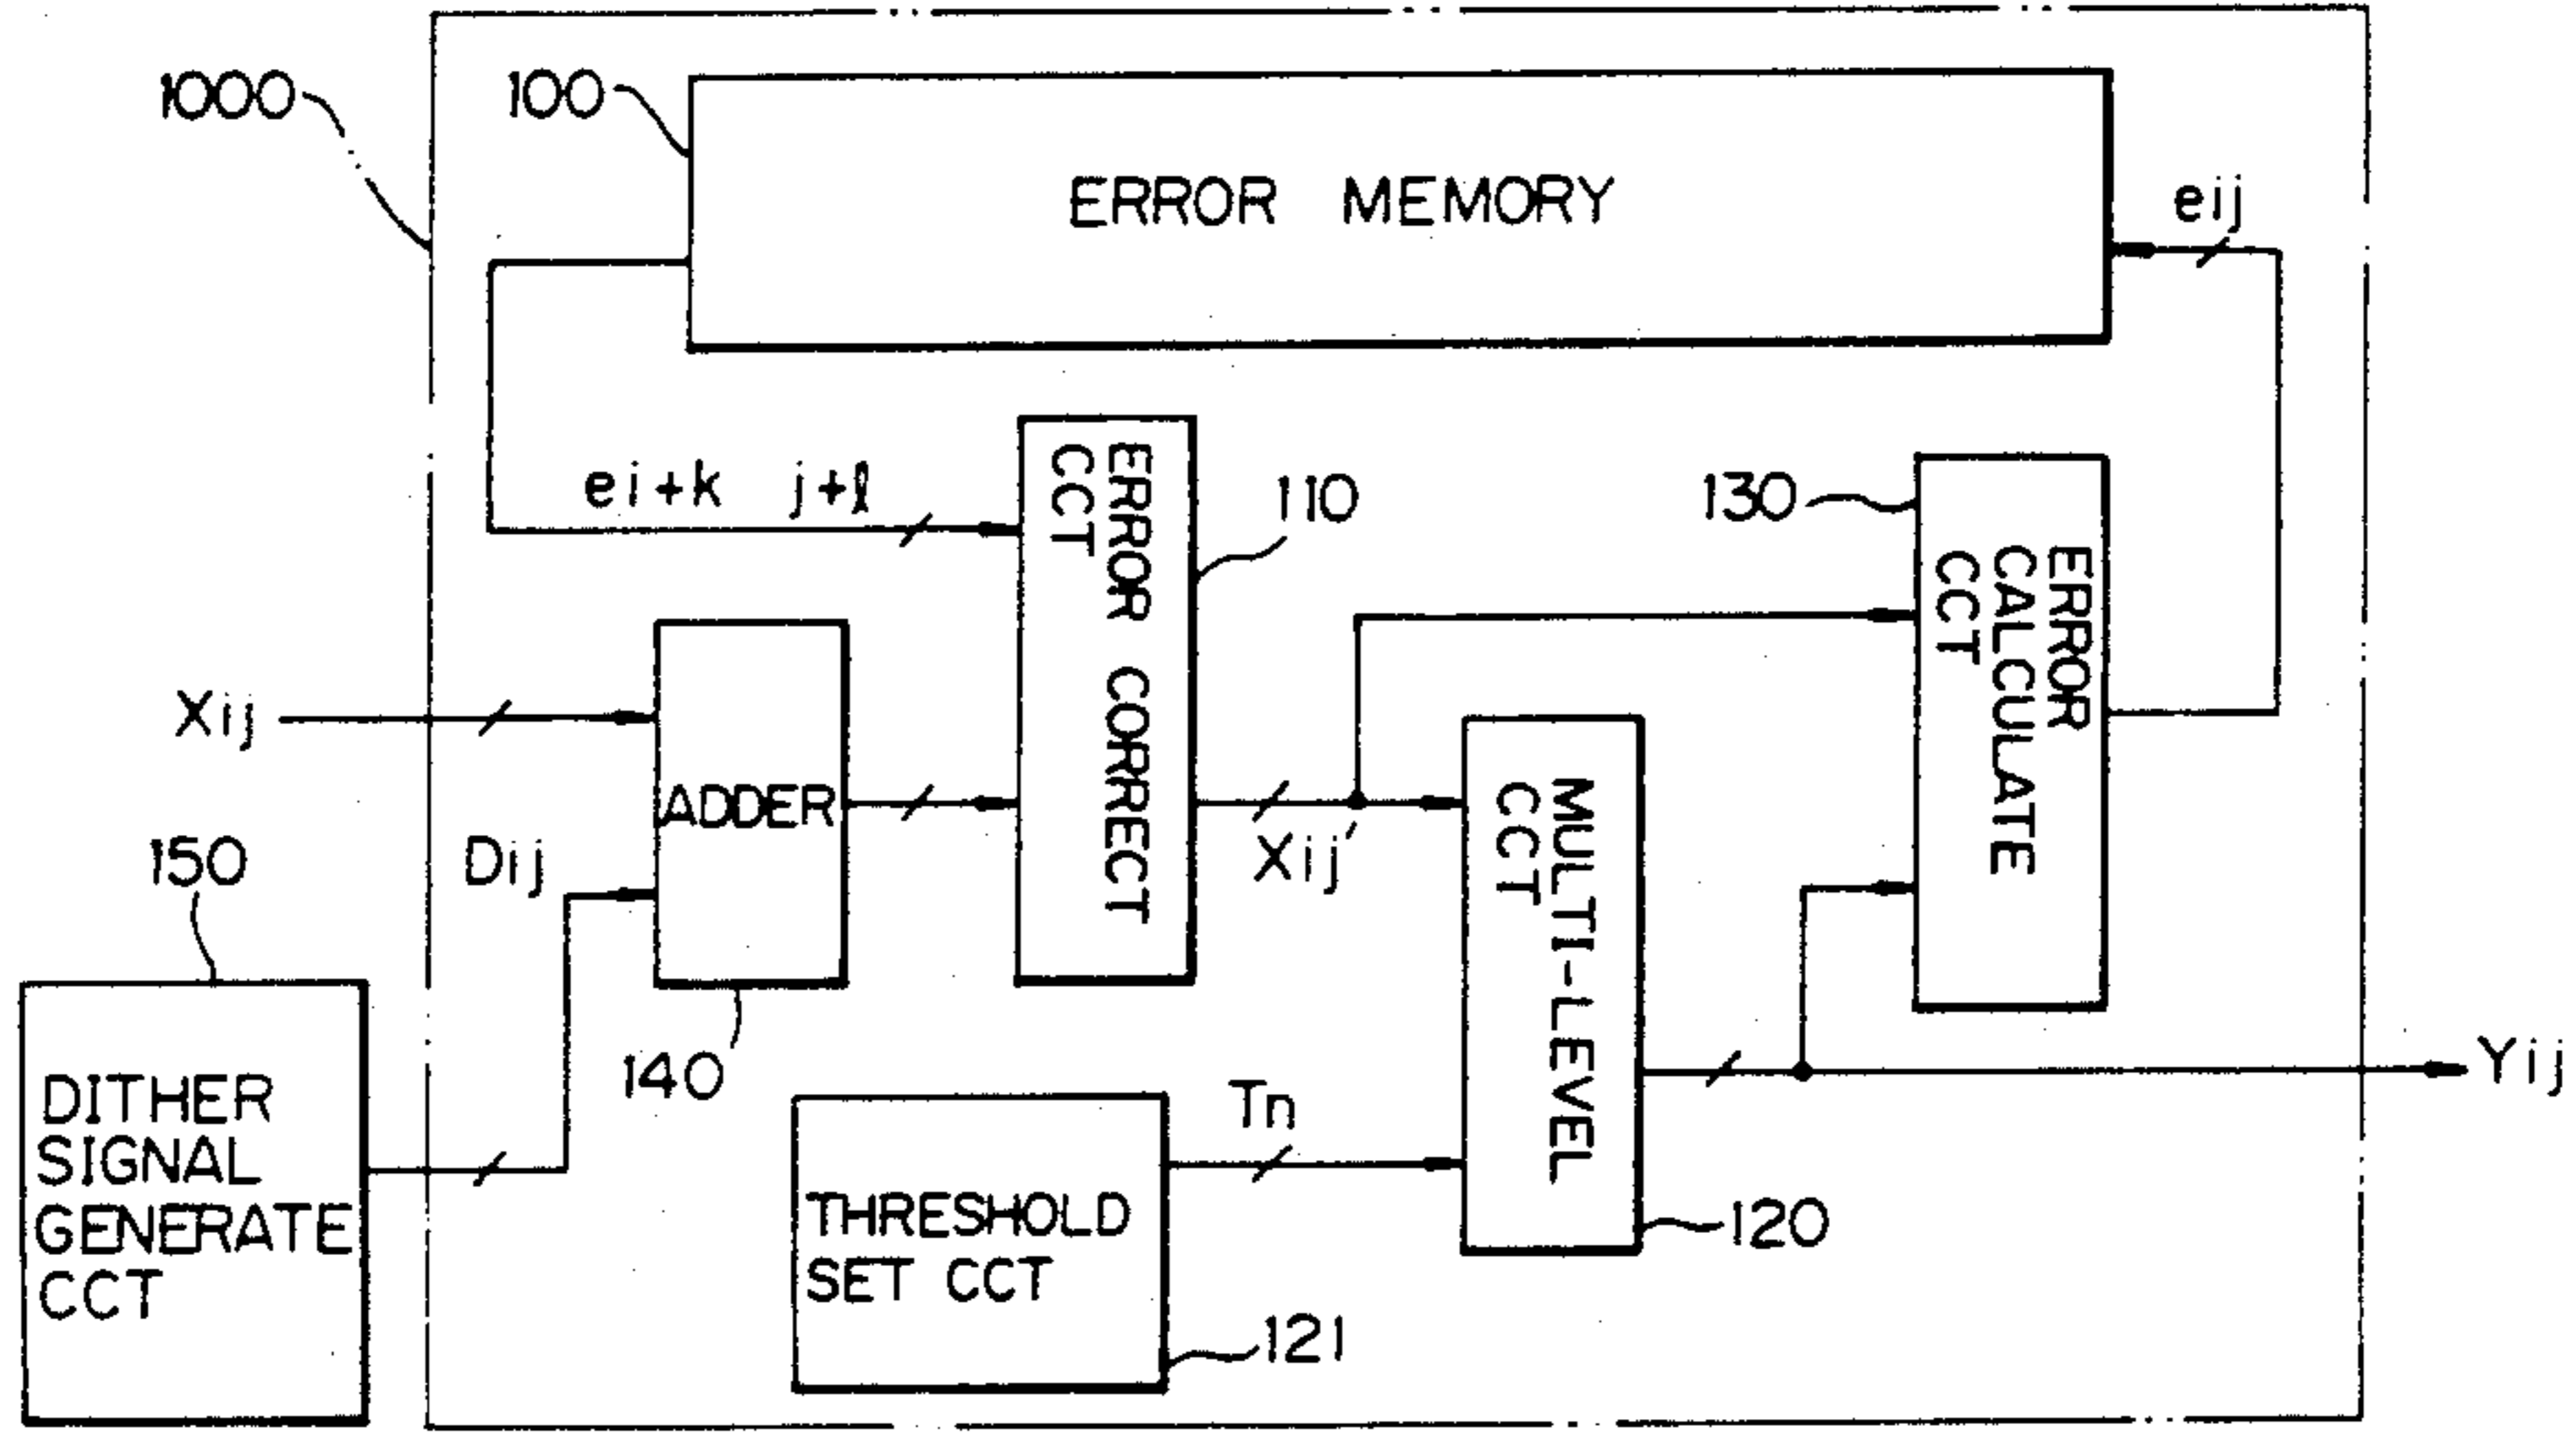 1000
100
ERROR MEMORY
eij
ei+k j+l
ERROR CORRECT
CCT
110
130
ERROR
CALCULATE
CCT
Xij
ADDER
Xij'
MULTI-LEVEL
CCT
150
Dij
140
DITHER
SIGNAL
GENERATE
CCT
Tn
THRESHOLD
SET CCT
121
120
Yij